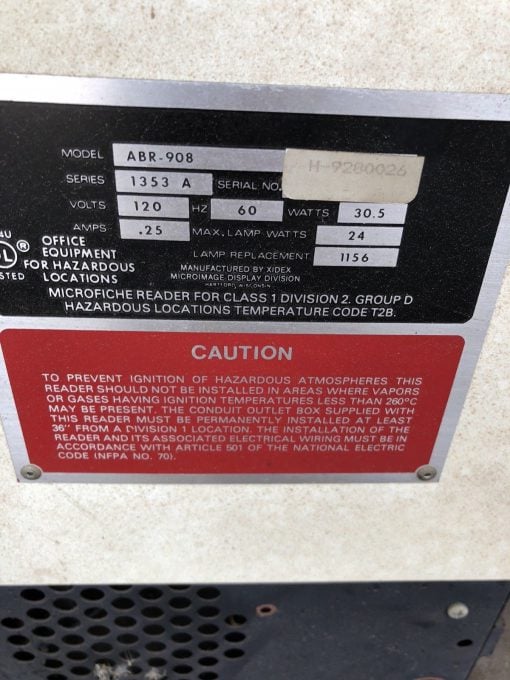 MODEL ABR-908
SERIES 1353 A SERIAL NO. H-9280026
VOLTS 120 HZ 60 WATTS 30.5
AMPS .25 MAX. LAMP WATTS 24
LAMP REPLACEMENT 1156
4U
UL ®
STED
OFFICE
EQUIPMENT
FOR HAZARDOUS
LOCATIONS
MANUFACTURED BY XIDEX
MICROIMAGE DISPLAY DIVISION
HARTFORD, WISCONSIN
MICROFICHE READER FOR CLASS 1 DIVISION 2. GROUP D
HAZARDOUS LOCATIONS TEMPERATURE CODE T2B.
CAUTION
TO PREVENT IGNITION OF HAZARDOUS ATMOSPHERES THIS
READER SHOULD NOT BE INSTALLED IN AREAS WHERE VAPORS
OR GASES HAVING IGNITION TEMPERATURES LESS THAN 260°C
MAY BE PRESENT. THE CONDUIT OUTLET BOX SUPPLIED WITH
THIS READER MUST BE PERMANENTLY INSTALLED AT LEAST
36" FROM A DIVISION 1 LOCATION. THE INSTALLATION OF THE
READER AND ITS ASSOCIATED ELECTRICAL WIRING MUST BE IN
ACCORDANCE WITH ARTICLE 501 OF THE NATIONAL ELECTRIC
CODE (NFPA NO. 70).